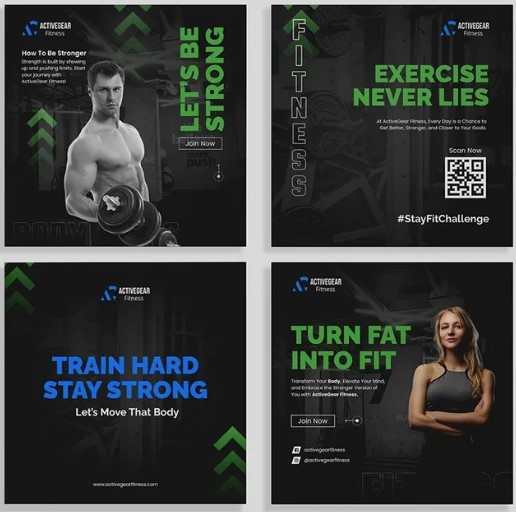 ACTIVEGEAR
Fitness
How To Be Stronger
Strength is built by showing
up and pushing limits. Start
your journey with
ActiveGear Fitness!
LET'S BE
STRONG
Join Now
push
ACTIVEGEAR
Fitness
FITNESS
EXERCISE
NEVER LIES
At ActiveGear Fitness, Every Day is a Chance to
Get Better, Stronger, and Closer to Your Goals.
Scan Now
#StayFitChallenge
ACTIVEGEAR
Fitness
TRAIN HARD
STAY STRONG
Let's Move That Body
www.activegearfitness.com
ACTIVEGEAR
Fitness
TURN FAT
INTO FIT
Transform Your Body, Elevate Your Mind,
and Embrace the Stronger Version of
You with ActiveGear Fitness.
Join Now
activegearfitness
@activegearfitness